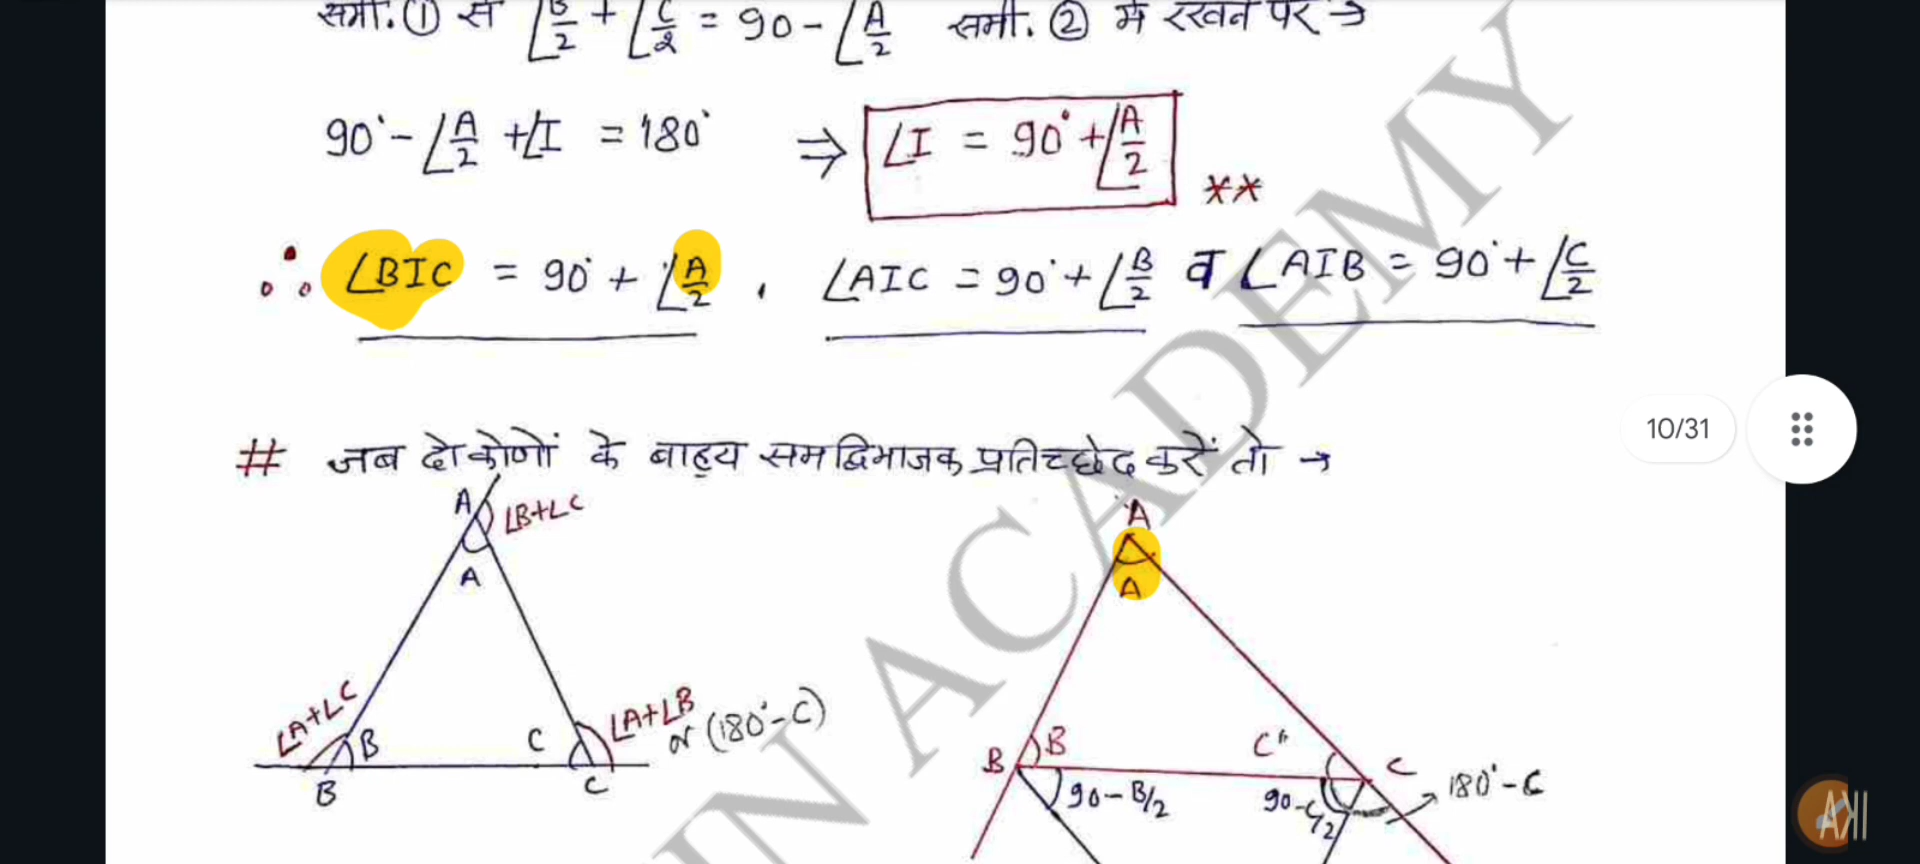 समी. ① से ∠B/2 + ∠C/2 = 90 - ∠A/2 समी. ② में रखने पर →
90° - ∠A/2 + ∠I = 180° ⇒ ∠I = 90° + ∠A/2 **
∴ ∠BIC = 90° + ∠A/2 , ∠AIC = 90° + ∠B/2 व ∠AIB = 90° + ∠C/2
10/31
# जब दो कोणों के बाह्य समद्विभाजक प्रतिच्छेद करें तो →
A ∠B+∠C
A
∠A+∠C B C ∠A+∠B or (180°-C)
B C
A
A
B B C" C 180°-C
90-B/2 90-C/2
IN ACADEMY